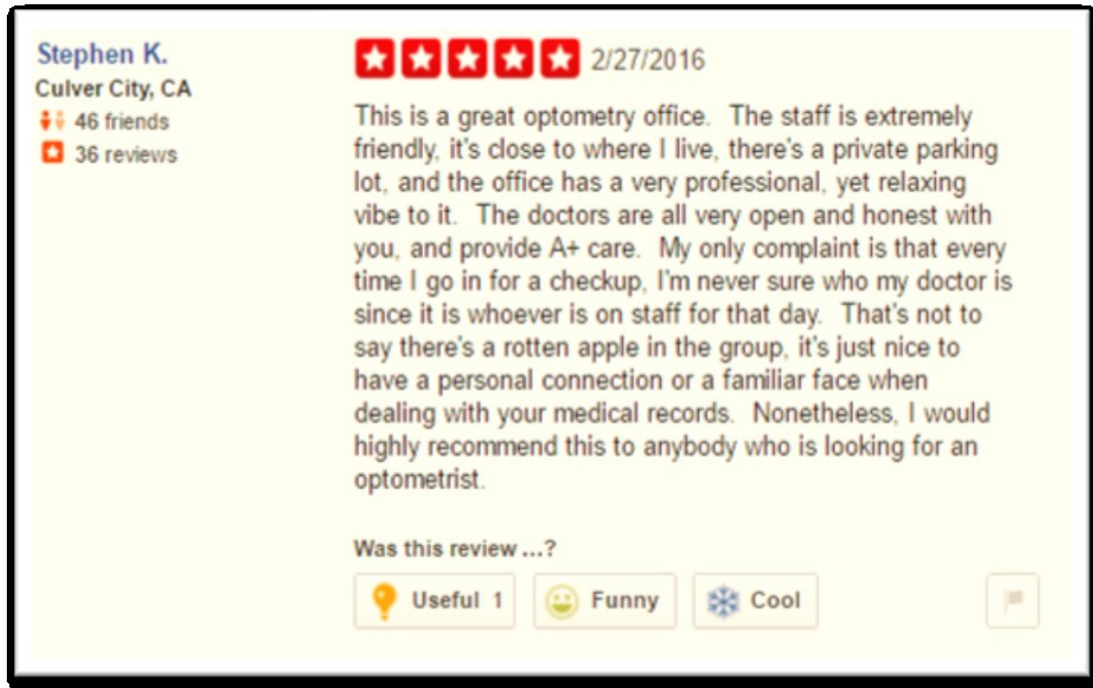 Stephen K.
Culver City, CA
46 friends
36 reviews
2/27/2016
This is a great optometry office.  The staff is extremely
friendly, it's close to where I live, there's a private parking
lot, and the office has a very professional, yet relaxing
vibe to it.  The doctors are all very open and honest with
you, and provide A+ care.  My only complaint is that every
time I go in for a checkup, I'm never sure who my doctor is
since it is whoever is on staff for that day.  That's not to
say there's a rotten apple in the group, it's just nice to
have a personal connection or a familiar face when
dealing with your medical records.  Nonetheless, I would
highly recommend this to anybody who is looking for an
optometrist.
Was this review ...?
Useful 1
Funny
Cool